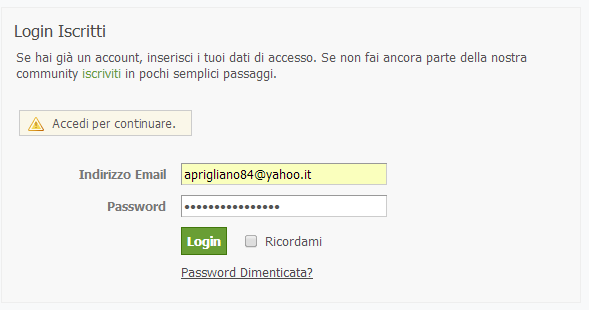 Login Iscritti
Se hai già un account, inserisci i tuoi dati di accesso. Se non fai ancora parte della nostra
community iscriviti in pochi semplici passaggi.
Accedi per continuare.
Indirizzo Email aprigliano84@yahoo.it
Password ••••••••••••••••
Login Ricordami
Password Dimenticata?